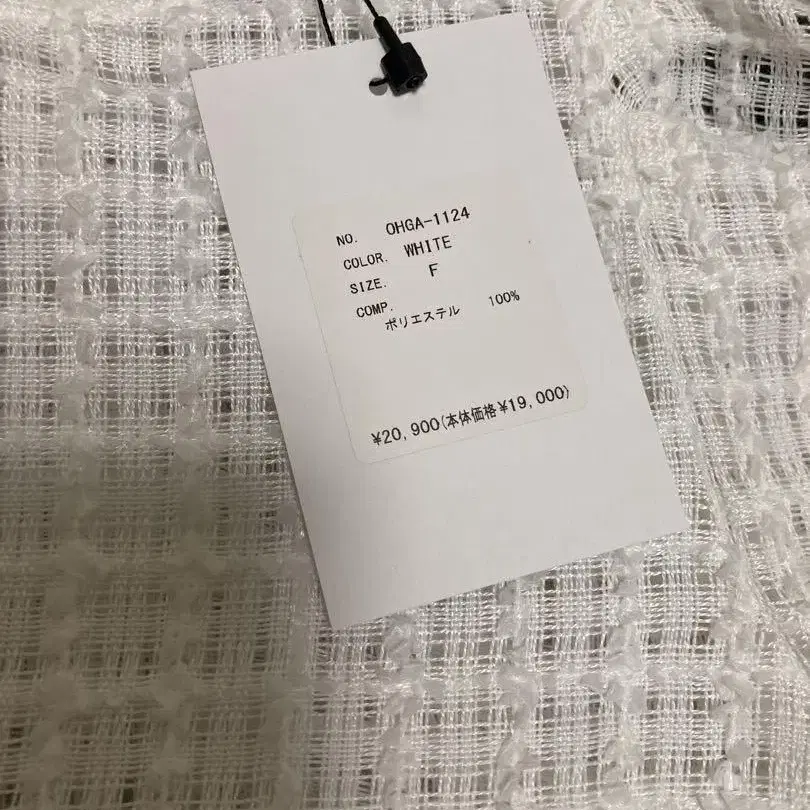 NO. OHGA-1124
COLOR. WHITE
SIZE. F
COMP.
ポリエステル 100%
¥20,900(本体価格¥19,000)